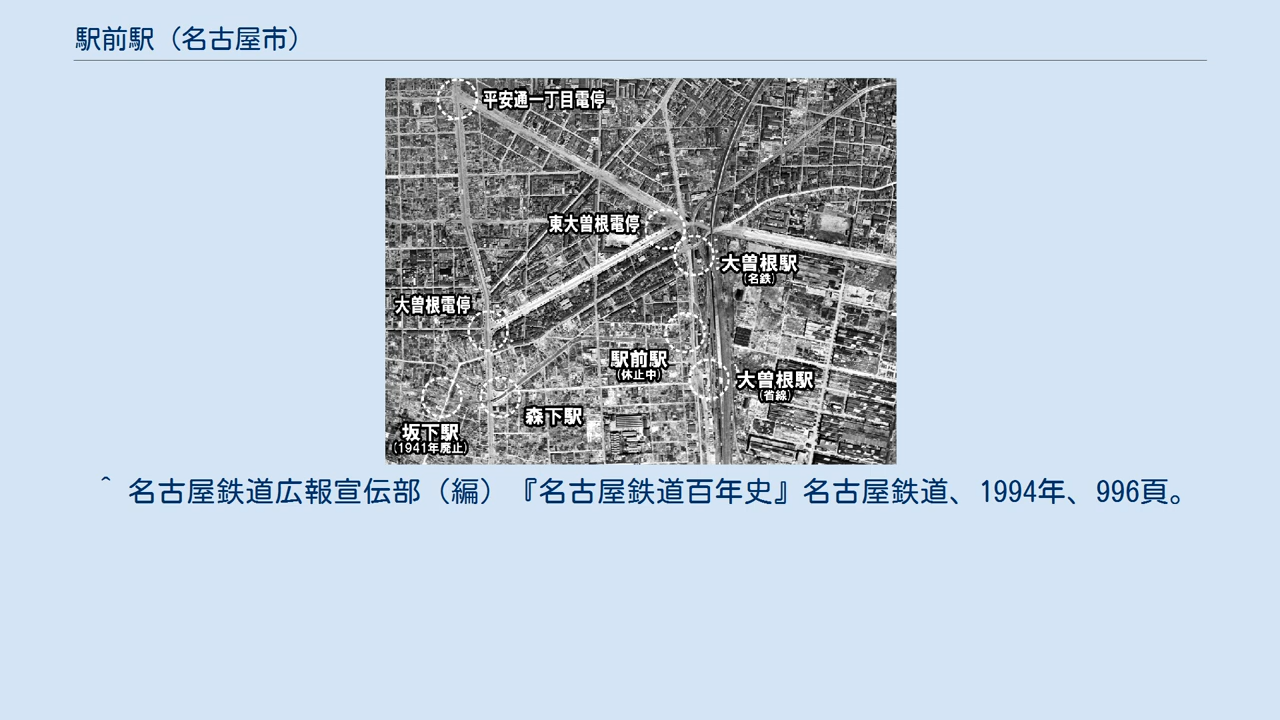 駅前駅（名古屋市）
平安通一丁目電停
東大曽根電停
大曽根駅
(名鉄)
大曽根電停
駅前駅
(休止中)
大曽根駅
(省線)
森下駅
坂下駅
(1941年廃止)
^ 名古屋鉄道広報宣伝部（編）『名古屋鉄道百年史』名古屋鉄道、1994年、996頁。